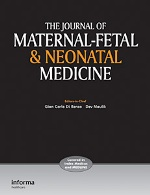 THE JOURNAL OF
MATERNAL-FETAL
& NEONATAL
MEDICINE
Editors-in-Chief
Gian Carlo Di Renzo Dev Maulik
informa
healthcare